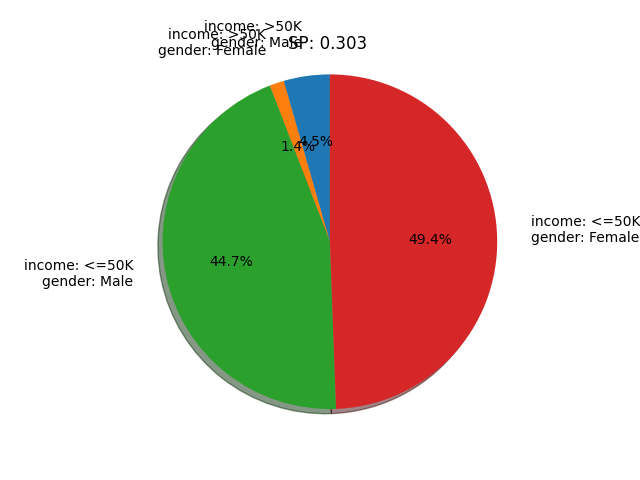 income: >50K
gender: Male
income: >50K
gender: Female
SP: 0.303
4.5%
1.4%
income: <=50K
gender: Female
49.4%
44.7%
income: <=50K
gender: Male